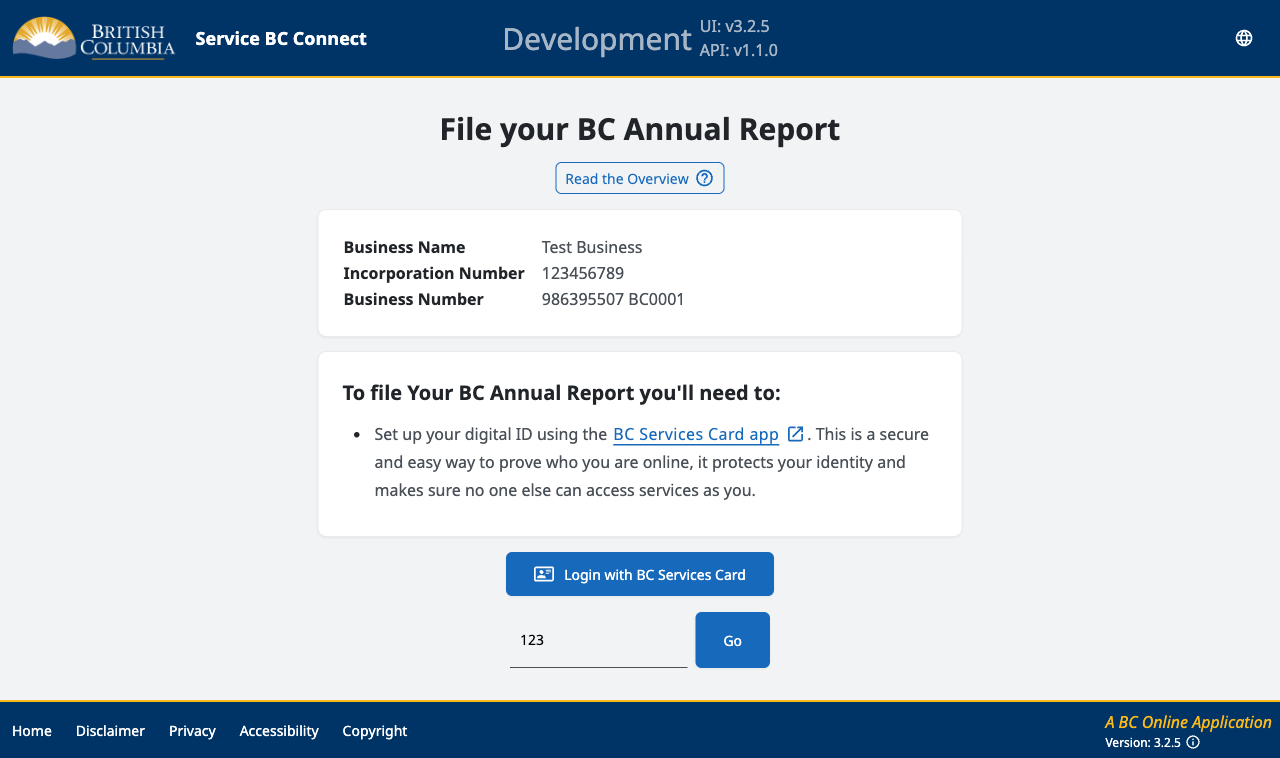 BRITISH
COLUMBIA
Service BC Connect
Development
UI: v3.2.5
API: v1.1.0
File your BC Annual Report
Read the Overview
Business Name Test Business
Incorporation Number 123456789
Business Number 986395507 BC0001
To file Your BC Annual Report you'll need to:
• Set up your digital ID using the BC Services Card app . This is a secure
and easy way to prove who you are online, it protects your identity and
makes sure no one else can access services as you.
Login with BC Services Card
123 Go
Home Disclaimer Privacy Accessibility Copyright
A BC Online Application
Version: 3.2.5